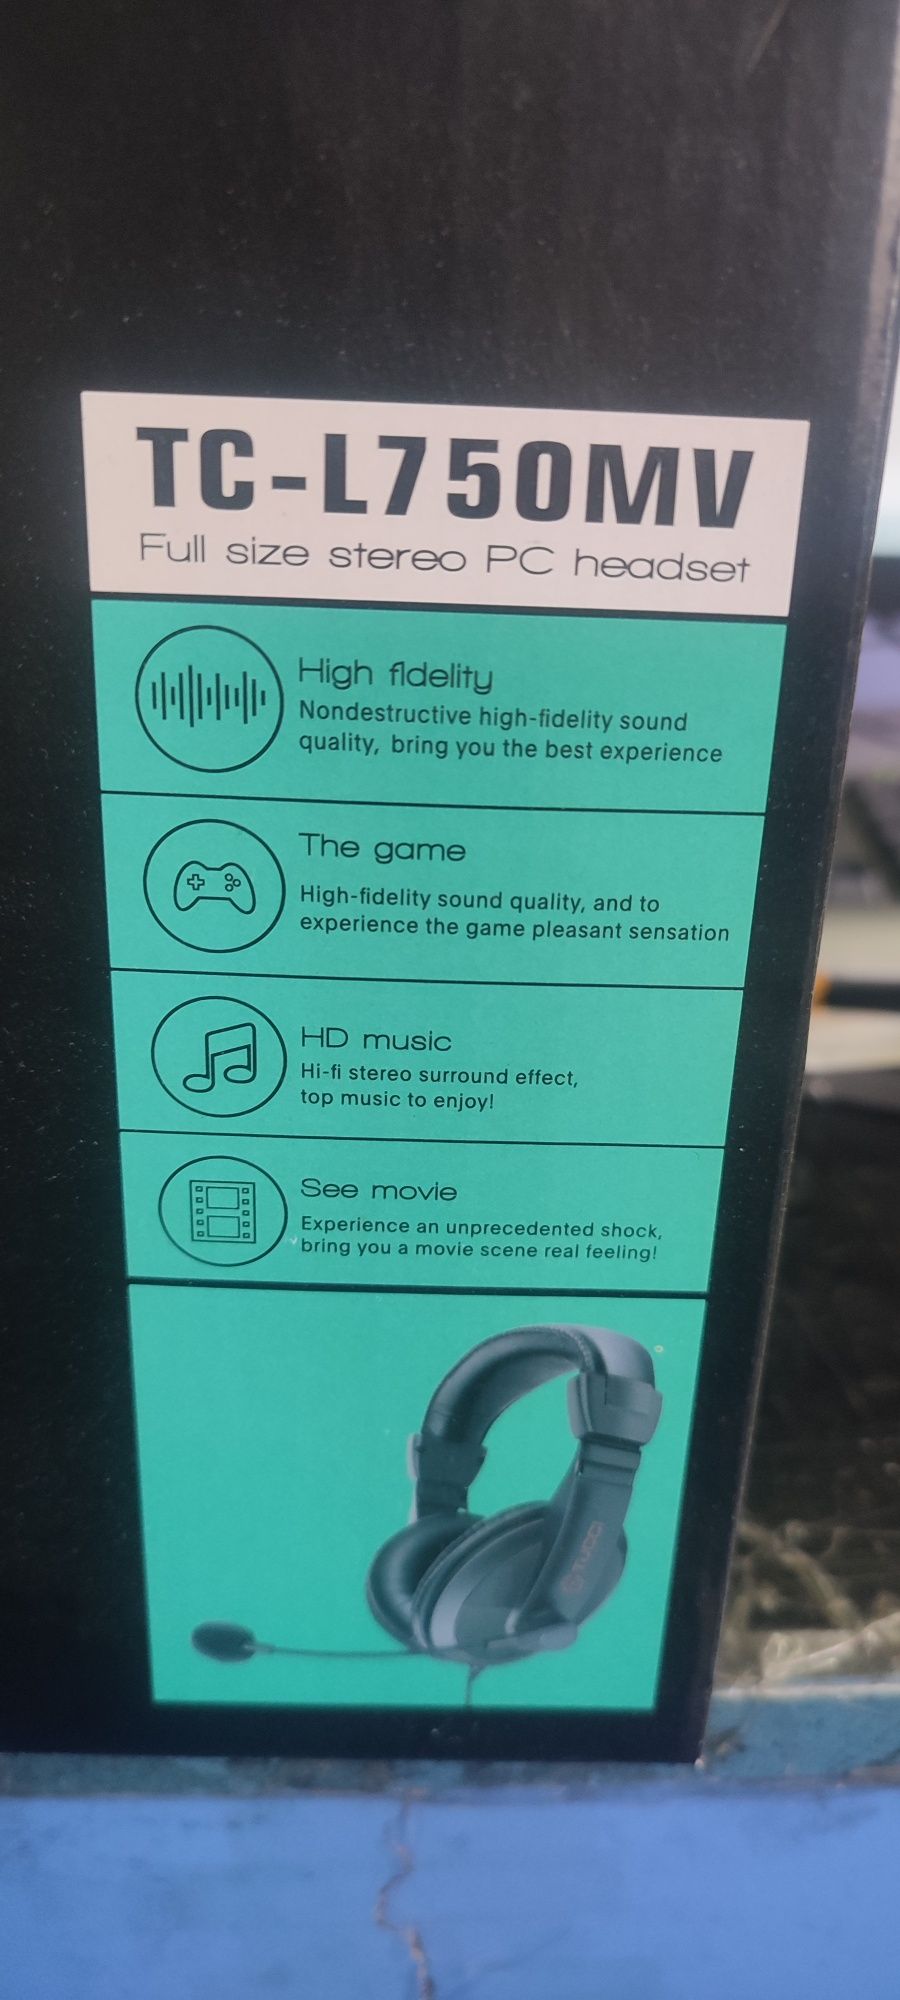 TC-L750MV
Full size stereo PC headset
High fidelity
Nondestructive high-fidelity sound
quality, bring you the best experience
The game
High-fidelity sound quality, and to
experience the game pleasant sensation
HD music
Hi-fi stereo surround effect,
top music to enjoy!
See movie
Experience an unprecedented shock,
bring you a movie scene real feeling!
TUCCI